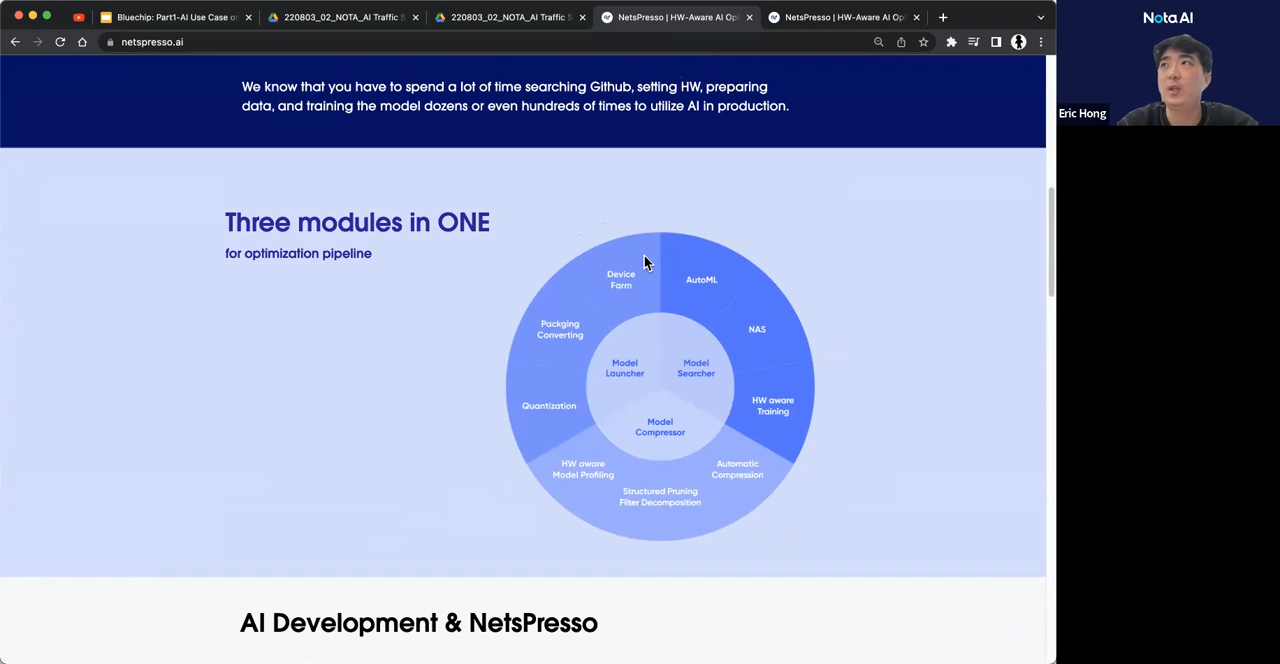 Bluechip: Part1-AI Use Case o
220803_02_NOTA_AI Traffic S
220803_02_NOTA_AI Traffic S
NetsPresso | HW-Aware AI Op
NetsPresso | HW-Aware AI Op
netspresso.ai
Nota AI
Eric Hong
We know that you have to spend a lot of time searching Github, setting HW, preparing
data, and training the model dozens or even hundreds of times to utilize AI in production.
Three modules in ONE
for optimization pipeline
Device
Farm
AutoML
Packging
Converting
NAS
Model
Launcher
Model
Searcher
Quantization
HW aware
Training
Model
Compressor
HW aware
Model Profiling
Automatic
Compression
Structured Pruning
Filter Decomposition
AI Development & NetsPresso